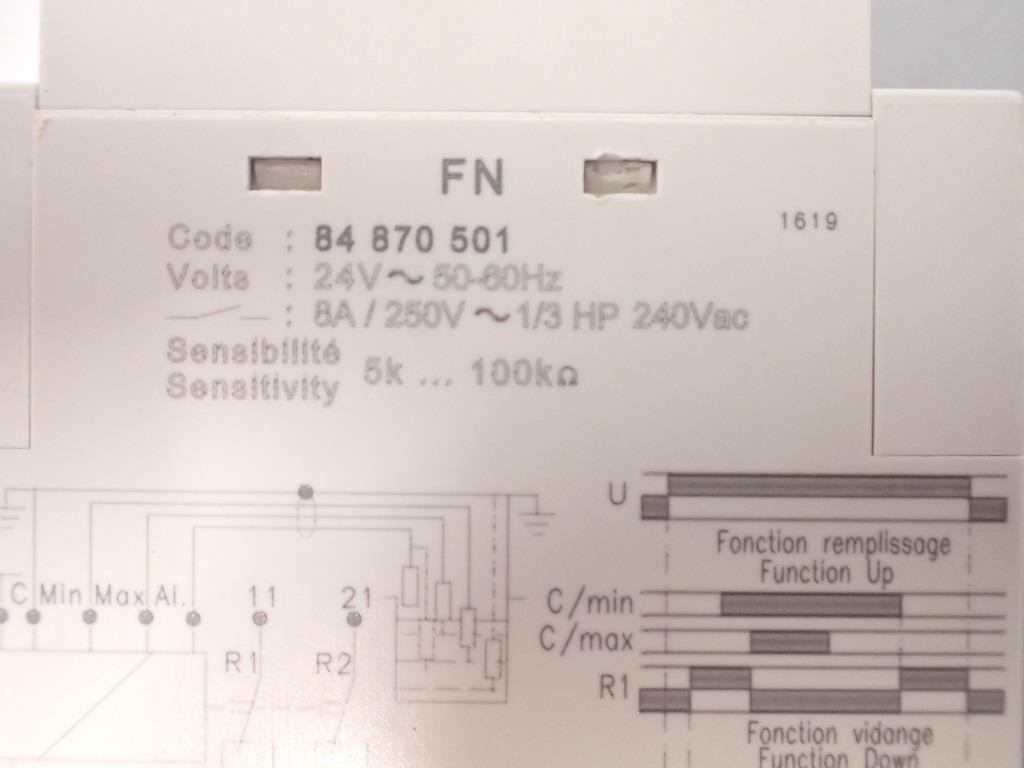 FN
1619
Code : 84 870 501
Volts : 24V ~ 50-60Hz
: 8A / 250V ~ 1/3 HP 240Vac
Sensibilité
Sensitivity 5k ... 100kΩ
U
Fonction remplissage
Function Up
C Min Max Al. 11 21
C/min
C/max
R1 R2
R1
Fonction vidange
Function Down